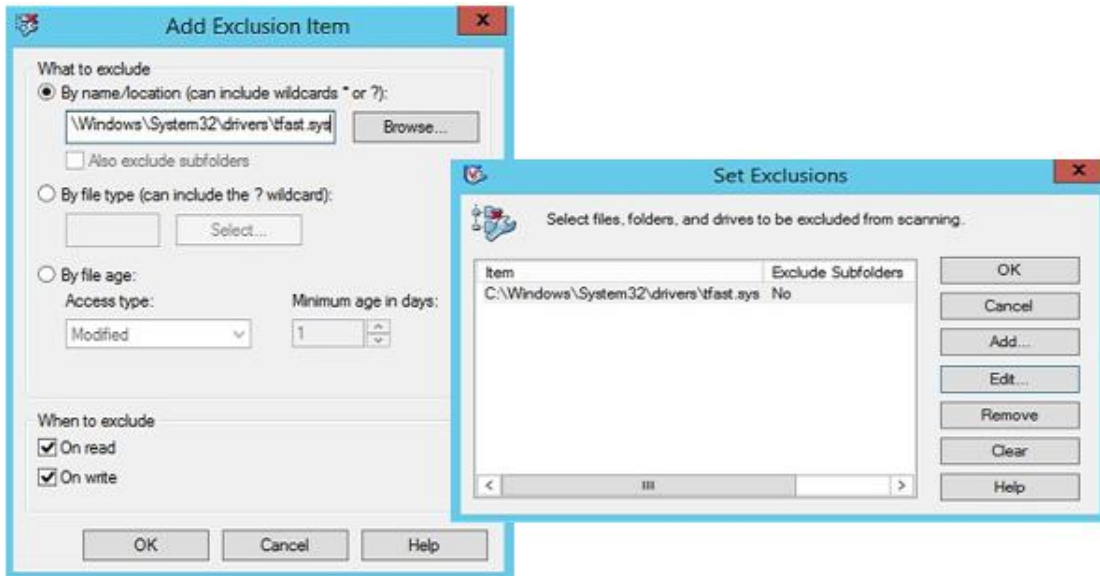 Add Exclusion Item
x
What to exclude
By name/location (can include wildcards * or ?):
\Windows\System32\drivers\tfast.sys
Browse...
Also exclude subfolders
By file type (can include the ? wildcard):
Select...
By file age:
Access type:
Minimum age in days:
Modified
1
When to exclude
On read
On write
OK
Cancel
Help
Set Exclusions
x
Select files, folders, and drives to be excluded from scanning.
Item
Exclude Subfolders
C:\Windows\System32\drivers\tfast.sys
No
OK
Cancel
Add...
Edit...
Remove
Clear
Help